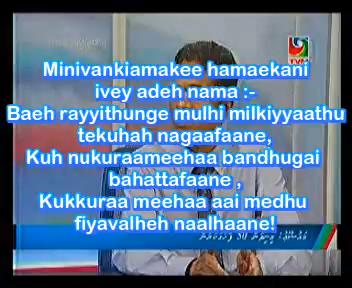 TVM
Minivankiamakee hamaekani
ivey adeh nama :-
Baeh rayyithunge mulhi milkiyyaathu
tekuhah nagaafaane,
Kuh nukuraameehaa bandhugai
bahattafaane ,
Kukkuraa meehaa aai medhu
fiyavalheh naalhaane!